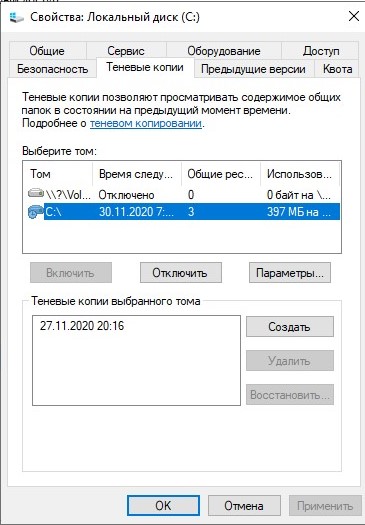 Свойства: Локальный диск (C:)
Общие Сервис Оборудование Доступ
Безопасность Теневые копии Предыдущие версии Квота
Теневые копии позволяют просматривать содержимое общих
папок в состоянии на предыдущий момент времени.
Подробнее о теневом копировании.
Выберите том:
Том Время следу... Общие рес... Использов...
\\?\Vol... Отключено 0 0 байт на \...
C:\ 30.11.2020 7:... 3 397 МБ на ...
Включить Отключить Параметры...
Теневые копии выбранного тома
27.11.2020 20:16
Создать
Удалить
Восстановить...
OK Отмена Применить